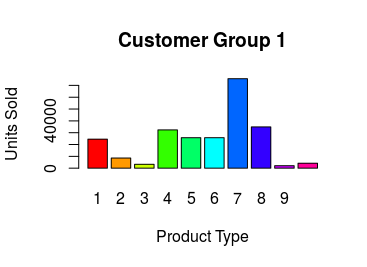 Customer Group 1
Units Sold
40000
0
1 2 3 4 5 6 7 8 9
Product Type